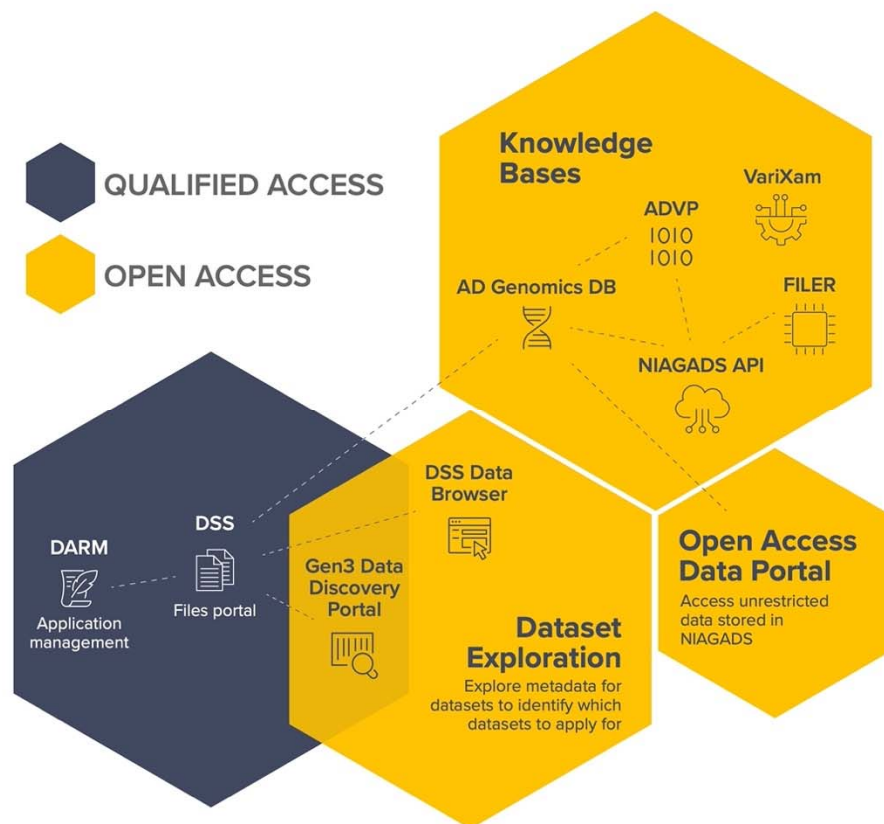 QUALIFIED ACCESS
OPEN ACCESS
Knowledge
Bases
VariXam
ADVP
1010
1010
AD Genomics DB
FILER
NIAGADS API
DSS Data
Browser
DARM
Application
management
DSS
Files portal
Gen3 Data
Discovery
Portal
Dataset
Exploration
Explore metadata for
datasets to identify which
datasets to apply for
Open Access
Data Portal
Access unrestricted
data stored in
NIAGADS